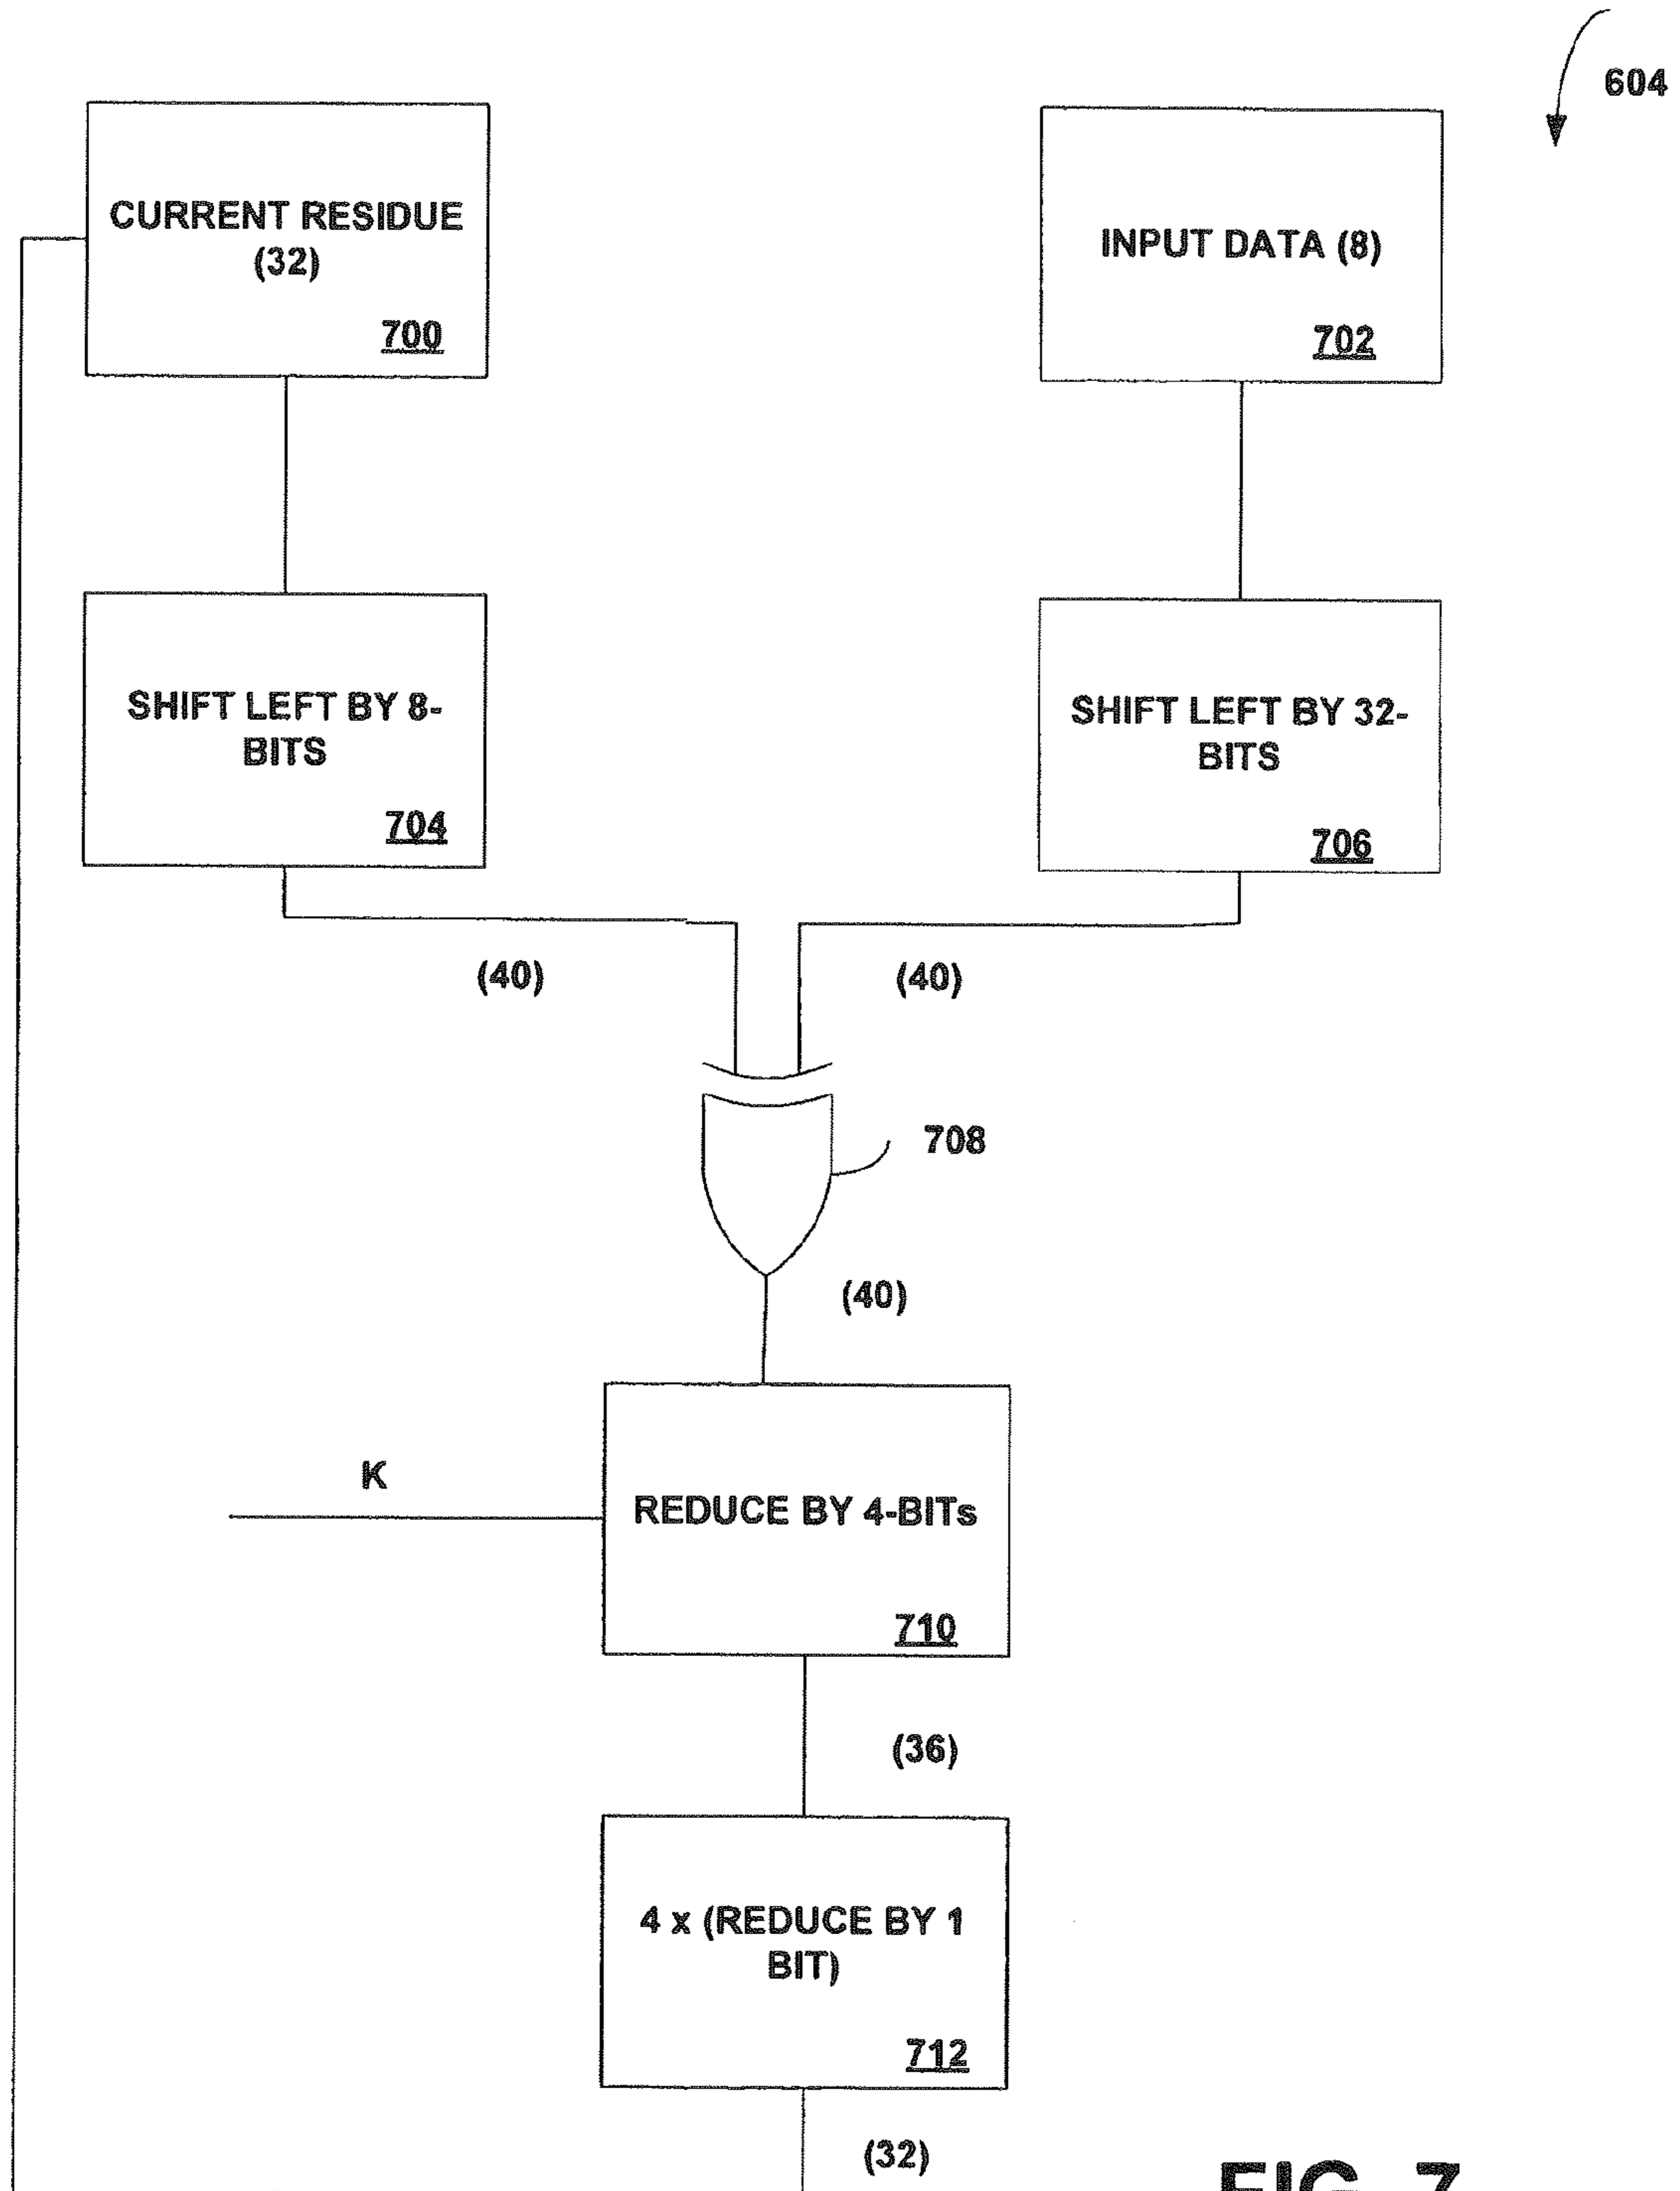 604
CURRENT RESIDUE
(32)
700
INPUT DATA (8)
702
SHIFT LEFT BY 8-
BITS
704
SHIFT LEFT BY 32-
BITS
706
(40)
(40)
708
(40)
K
REDUCE BY 4-BITs
710
(36)
4 x (REDUCE BY 1
BIT)
712
(32)
FIG. 7